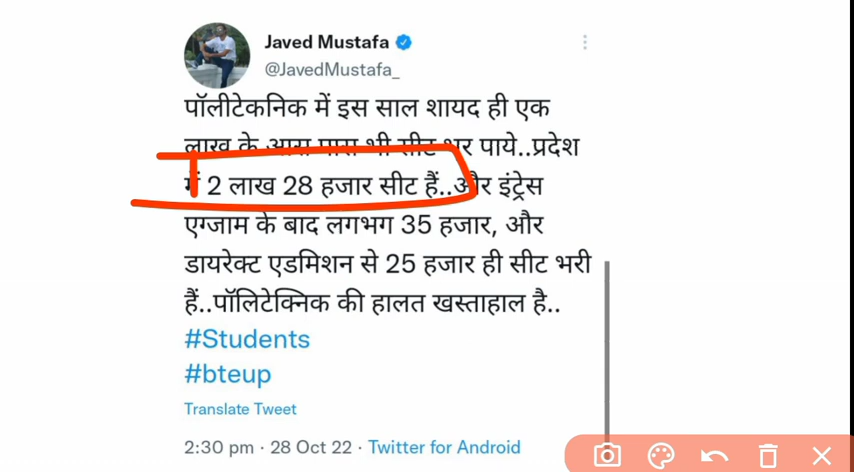 Javed Mustafa
@JavedMustafa_
पॉलीटेकनिक में इस साल शायद ही एक
लाख के आस पास भी सीट भर पाये..प्रदेश
में 2 लाख 28 हजार सीट हैं..और इंट्रेस
एग्जाम के बाद लगभग 35 हजार, और
डायरेक्ट एडमिशन से 25 हजार ही सीट भरी
हैं..पॉलिटेक्निक की हालत खस्ताहाल है..
#Students
#bteup
Translate Tweet
2:30 pm · 28 Oct 22 · Twitter for Android